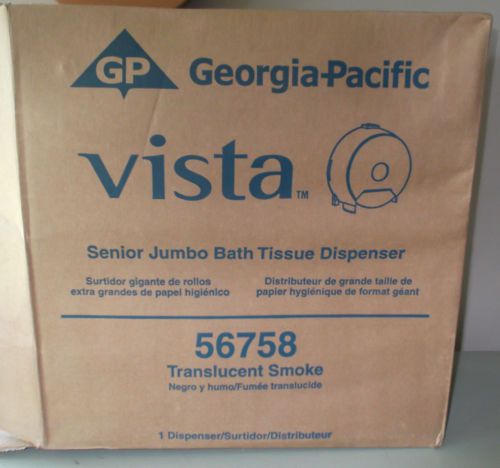 GP Georgia-Pacific
vista™
Senior Jumbo Bath Tissue Dispenser
Surtidor gigante de rollos
extra grandes de papel higiénico
Distributeur de grande taille de
papier hygiénique de format géant
56758
Translucent Smoke
Negro y humo/Fumée translucide
1 Dispenser/Surtidor/Distributeur